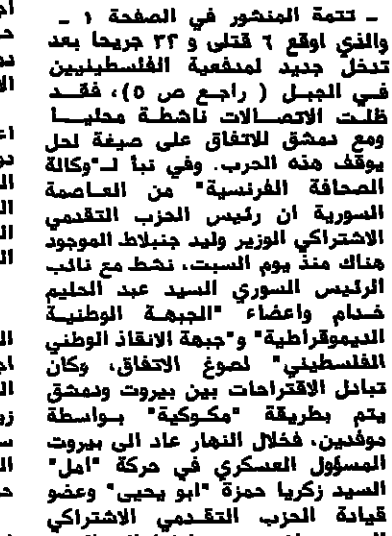 ـ تتمة المنشور في الصفحة ١ ـ
والذي اوقع ٦ قتلى و ٣٢ جريحا بعد
تدخل جديد لمدفعية الفلسطينيين
في الجبل ( راجع ص ٥)، فقد
ظلت الاتصالات ناشطة محليا
ومع دمشق للاتفاق على صيغة لحل
يوقف هذه الحرب. وفي نبأ لـ"وكالة
الصحافة الفرنسية" من العاصمة
السورية ان رئيس الحزب التقدمي
الاشتراكي الوزير وليد جنبلاط الموجود
هناك منذ يوم السبت، نشط مع نائب
الرئيس السوري السيد عبد الحليم
خدام واعضاء "الجبهة الوطنية
الديموقراطية" و"جبهة الانقاذ الوطني
الفلسطيني" لصوغ الاتفاق، وكان
تبادل الاقتراحات بين بيروت ودمشق
يتم بطريقة "مكوكية" بواسطة
موفدين، فخلال النهار عاد الى بيروت
المسؤول العسكري في حركة "امل"
السيد زكريا حمزة "ابو يحيى" وعضو
قيادة الحزب التقدمي الاشتراكي